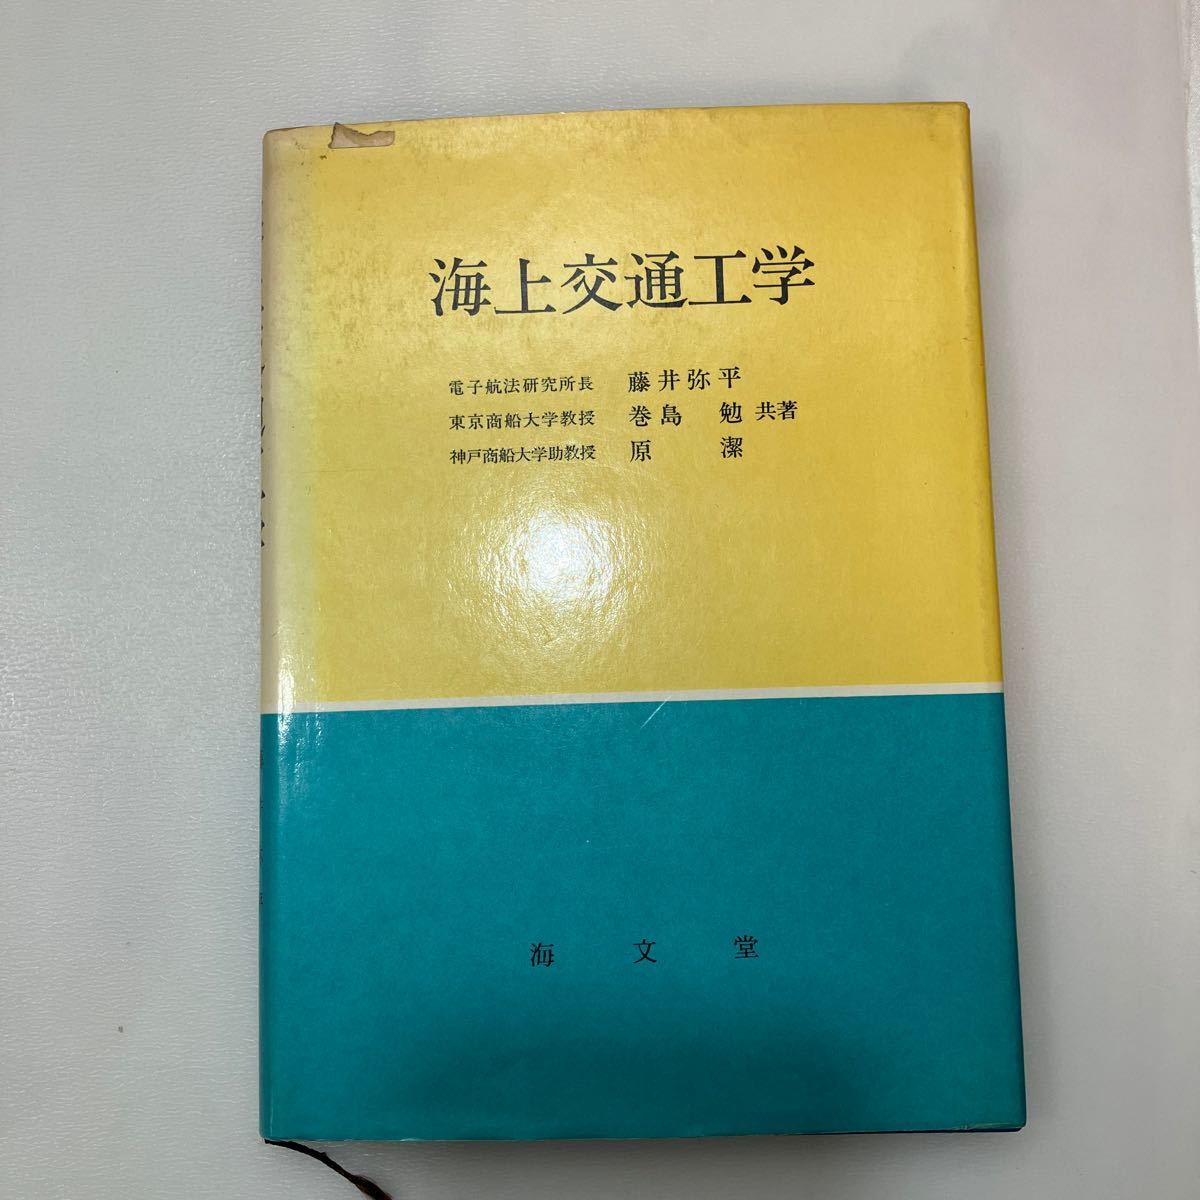 海上交通工学
電子航法研究所長 藤井弥平
東京商船大学教授 巻島 勉 共著
神戸商船大学助教授 原 潔
海文堂